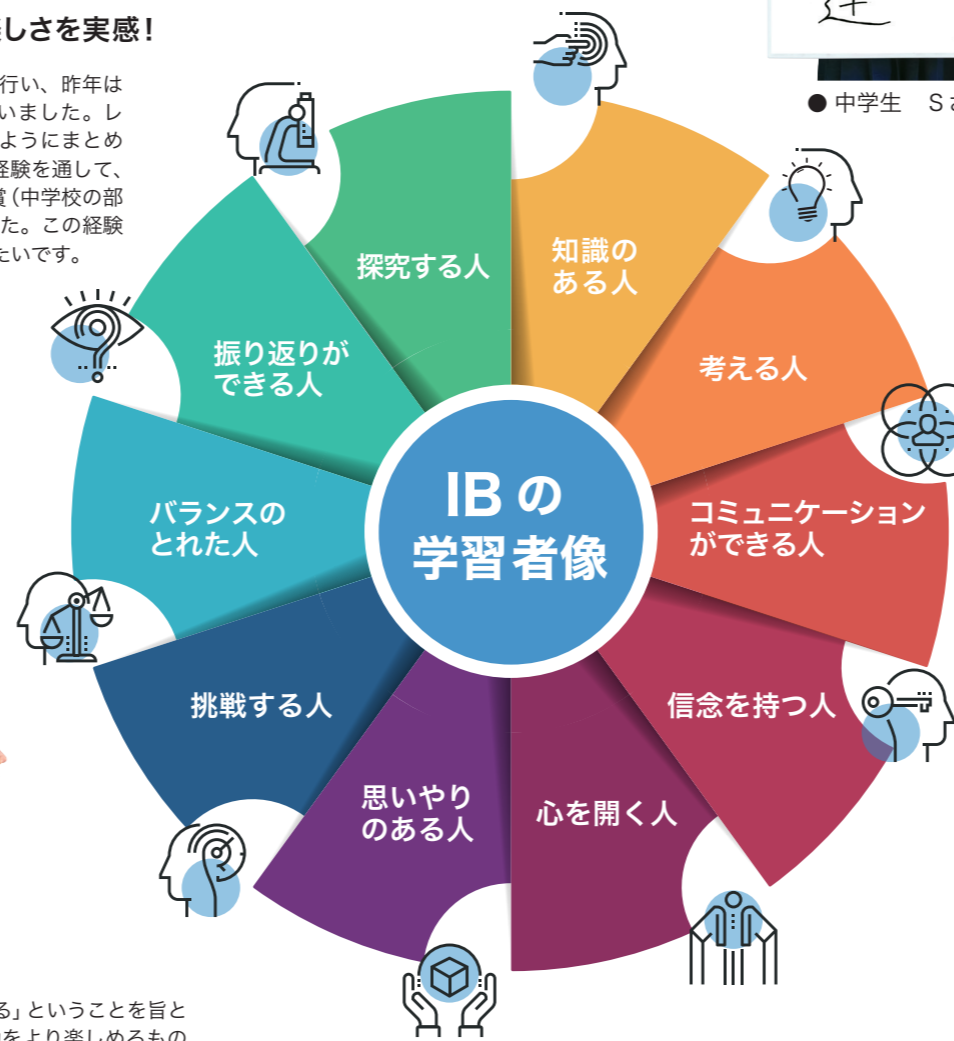 しさを実感!
行い、昨年は
いました。レ
ようにまとめ
経験を通して、
賞(中学校の部
た。この経験
たいです。
● 中学生 Sさ
探究する人
知識の
ある人
考える人
コミュニケーション
ができる人
信念を持つ人
心を開く人
思いやり
のある人
挑戦する人
バランスの
とれた人
振り返りが
できる人
IBの
学習者像
る」ということを旨と
をより楽しめるもの